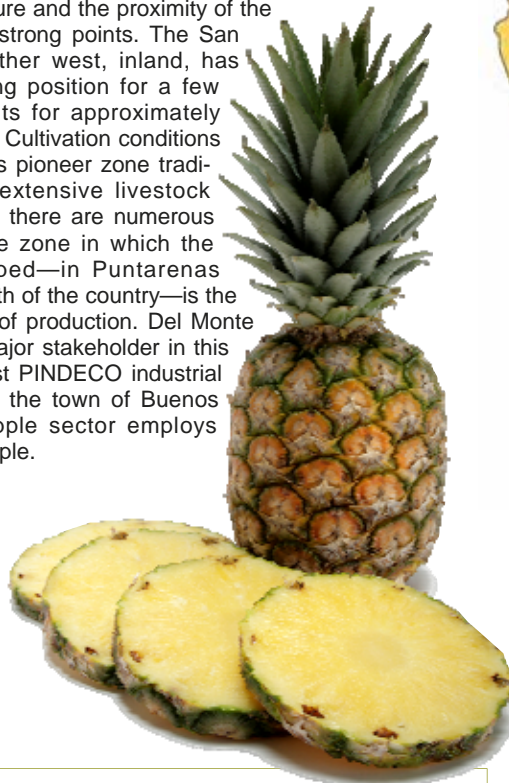 ure and the proximity of the
strong points. The San
ther west, inland, has
ng position for a few
ts for approximately
Cultivation conditions
s pioneer zone tradi-
extensive livestock
there are numerous
e zone in which the
ped—in Puntarenas
th of the country—is the
of production. Del Monte
ajor stakeholder in this
st PINDECO industrial
the town of Buenos
pple sector employs
ple.